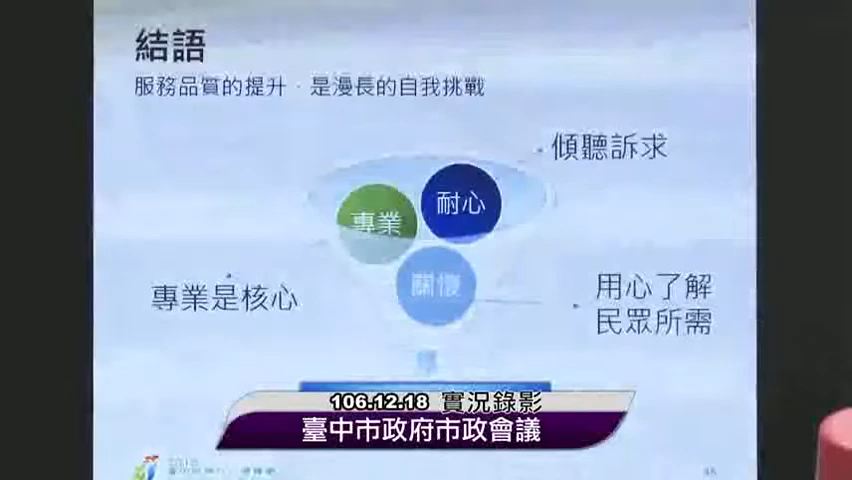 結語
服務品質的提升，是漫長的自我挑戰
傾聽訴求
耐心
專業
關懷
專業是核心
用心了解
民眾所需
106.12.18 實況錄影
臺中市政府市政會議